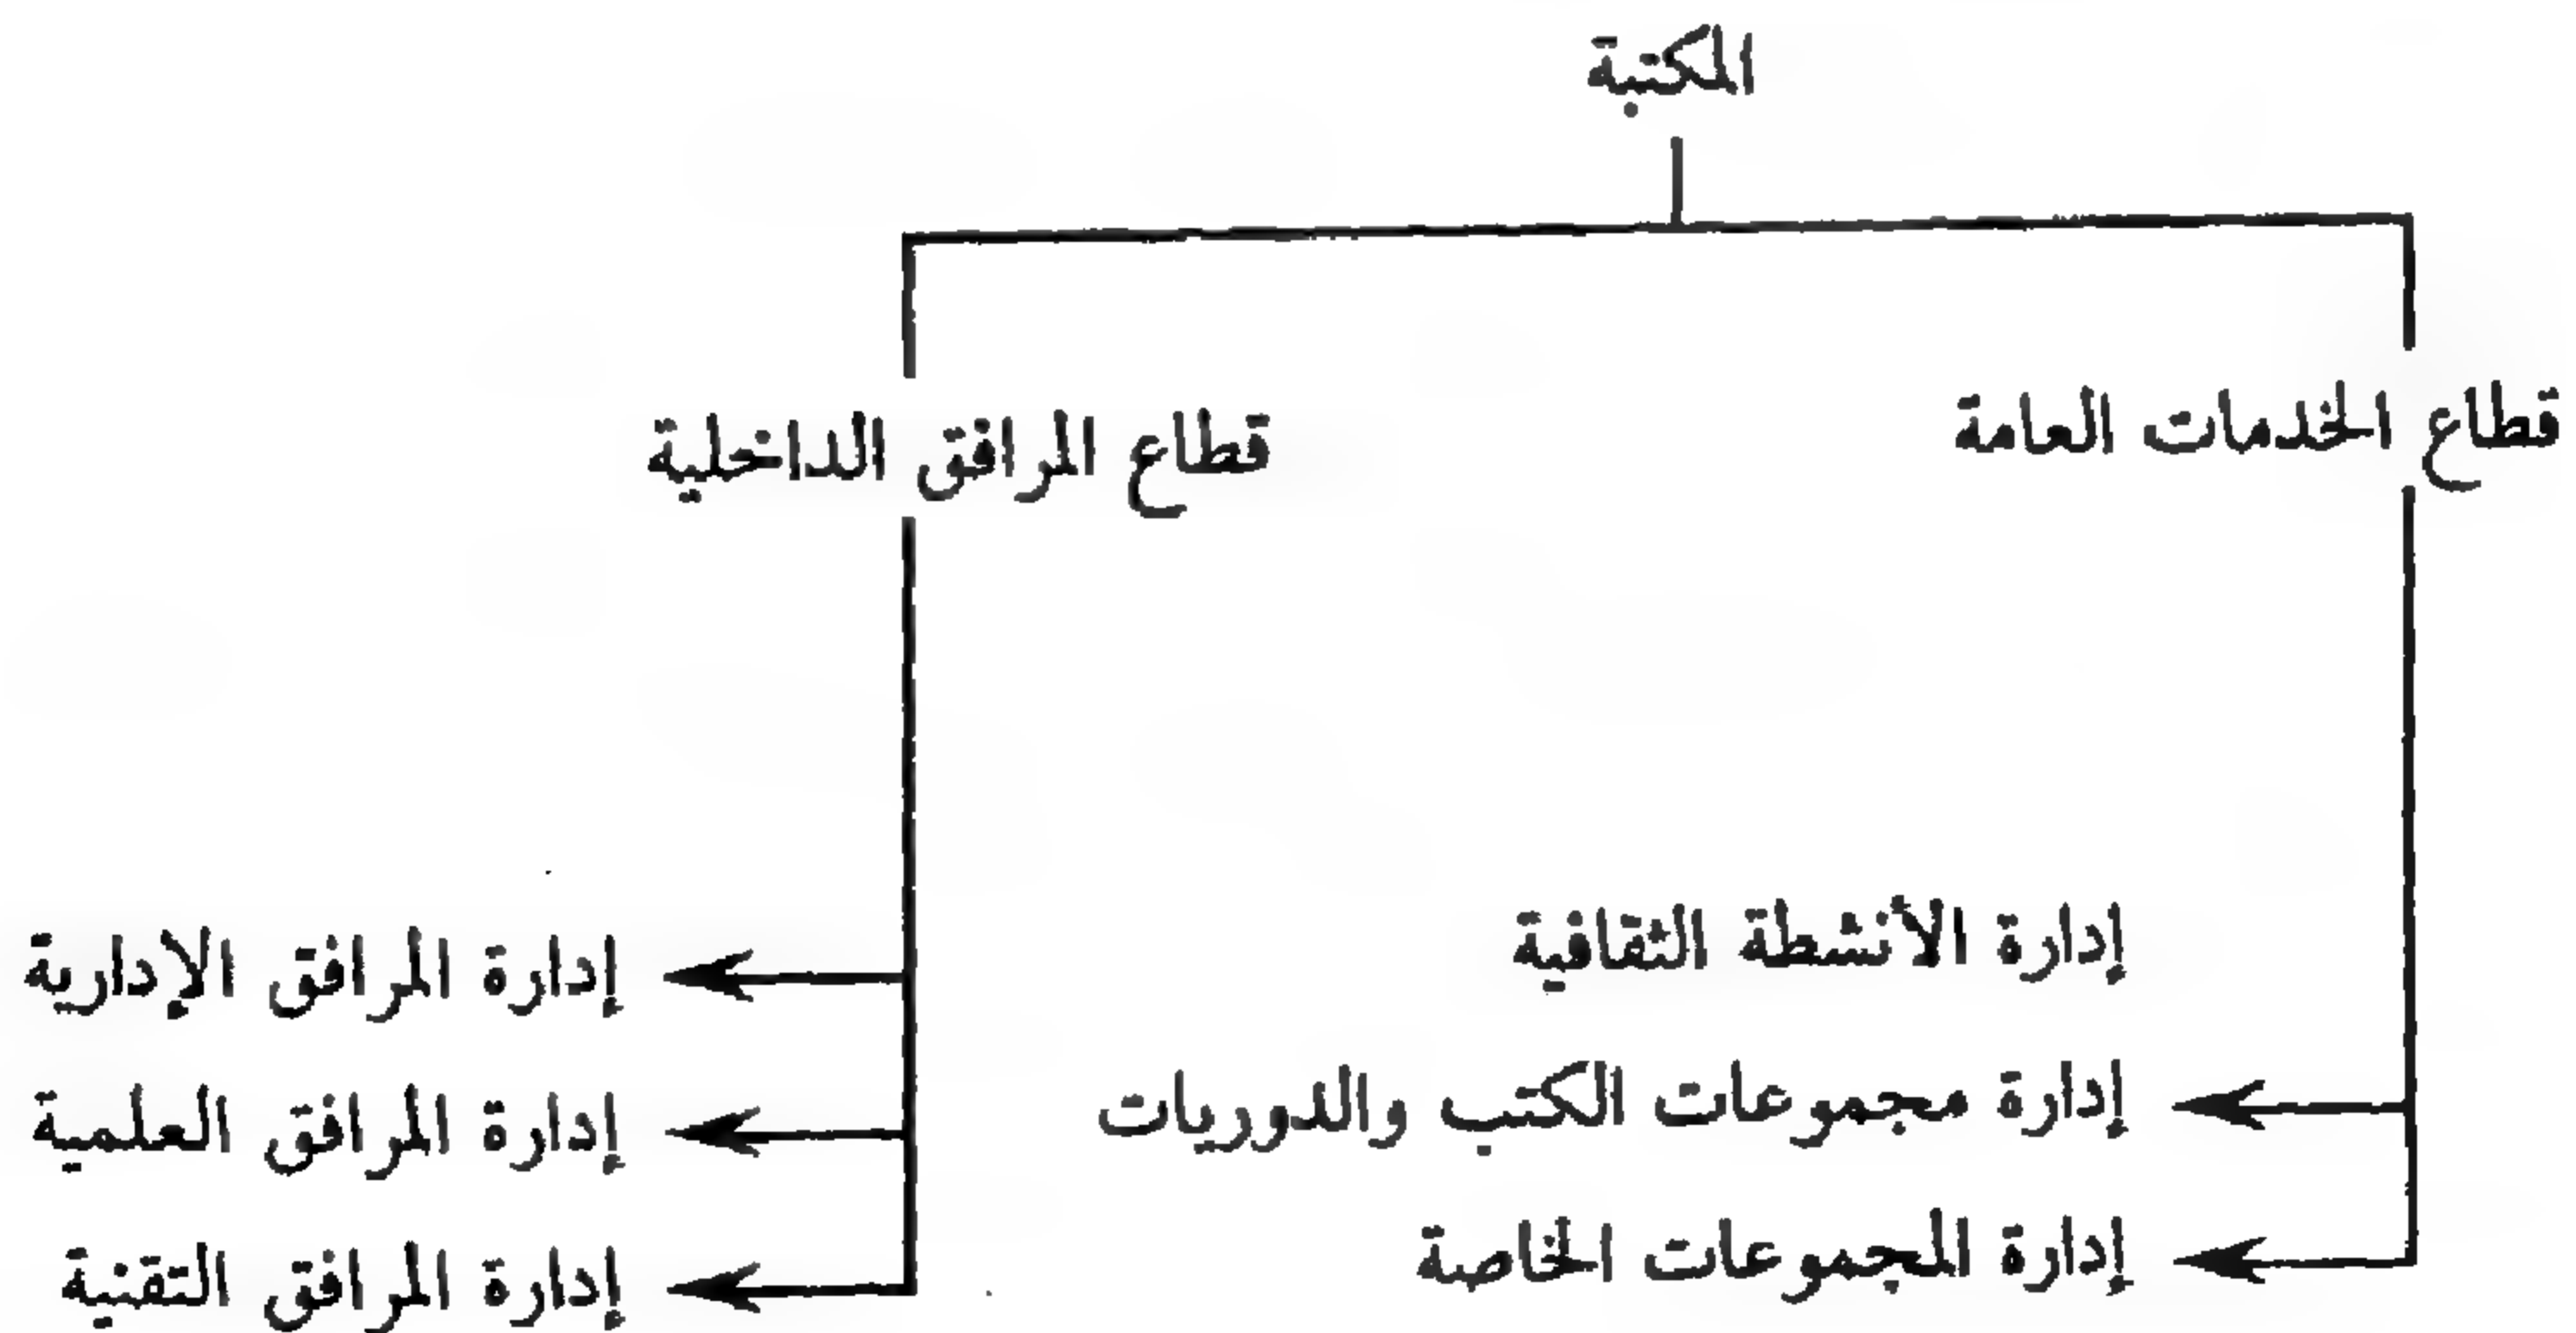 المكتبة
قطاع الخدمات العامة
إدارة الأنشطة الثقافية
إدارة مجموعات الكتب والدوريات
إدارة المجموعات الخاصة
قطاع المرافق الداخلية
إدارة المرافق الإدارية
إدارة المرافق العلمية
إدارة المرافق التقنية